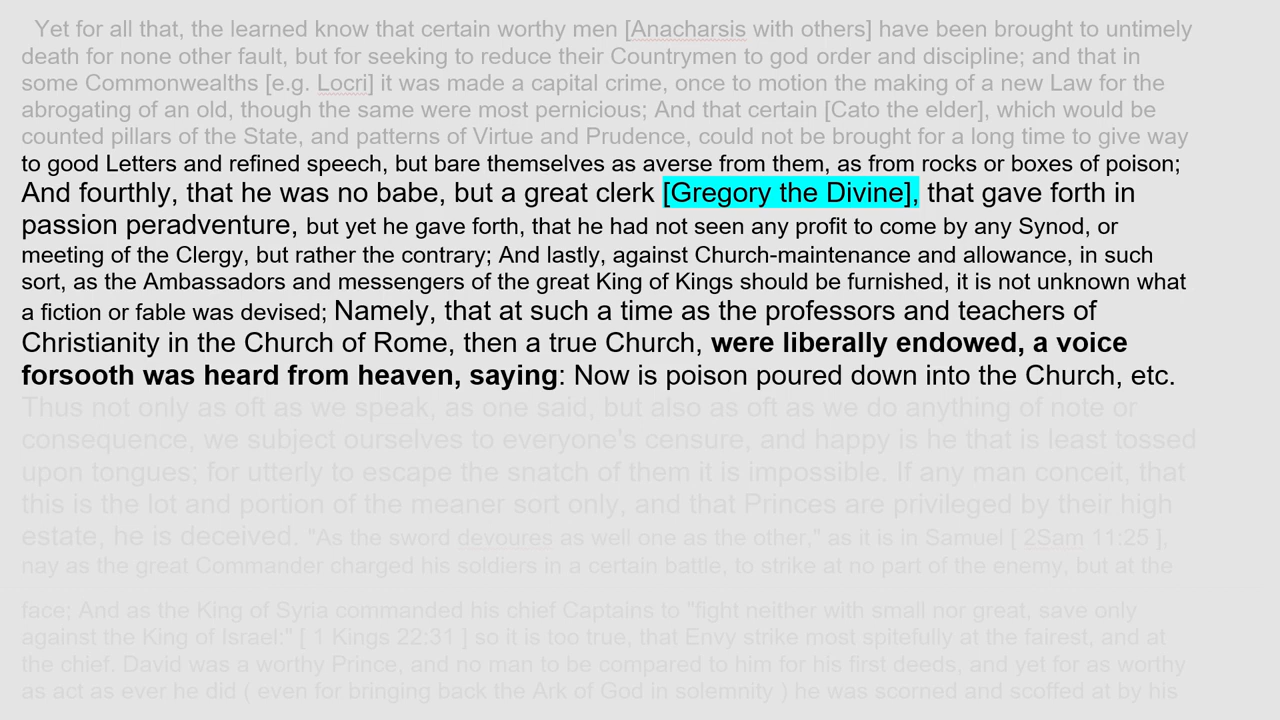 Yet for all that, the learned know that certain worthy men [Anacharsis with others] have been brought to untimely
death for none other fault, but for seeking to reduce their Countrymen to god order and discipline; and that in
some Commonwealths [e.g. Locri] it was made a capital crime, once to motion the making of a new Law for the
abrogating of an old, though the same were most pernicious; And that certain [Cato the elder], which would be
counted pillars of the State, and patterns of Virtue and Prudence, could not be brought for a long time to give way
to good Letters and refined speech, but bare themselves as averse from them, as from rocks or boxes of poison;
And fourthly, that he was no babe, but a great clerk [Gregory the Divine], that gave forth in
passion peradventure, but yet he gave forth, that he had not seen any profit to come by any Synod, or
meeting of the Clergy, but rather the contrary; And lastly, against Church-maintenance and allowance, in such
sort, as the Ambassadors and messengers of the great King of Kings should be furnished, it is not unknown what
a fiction or fable was devised; Namely, that at such a time as the professors and teachers of
Christianity in the Church of Rome, then a true Church, were liberally endowed, a voice
forsooth was heard from heaven, saying: Now is poison poured down into the Church, etc.
Thus not only as oft as we speak, as one said, but also as oft as we do anything of note or
consequence, we subject ourselves to everyone's censure, and happy is he that is least tossed
upon tongues; for utterly to escape the snatch of them it is impossible. If any man conceit, that
this is the lot and portion of the meaner sort only, and that Princes are privileged by their high
estate, he is deceived. "As the sword devoures as well one as the other," as it is in Samuel [ 2Sam 11:25 ],
nay as the great Commander charged his soldiers in a certain battle, to strike at no part of the enemy, but at the
face; And as the King of Syria commanded his chief Captains to "fight neither with small nor great, save only
against the King of Israel:" [ 1 Kings 22:31 ] so it is too true, that Envy strike most spitefully at the fairest, and at
the chief. David was a worthy Prince, and no man to be compared to him for his first deeds, and yet for as worthy
as act as ever he did ( even for bringing back the Ark of God in solemnity ) he was scorned and scoffed at by his